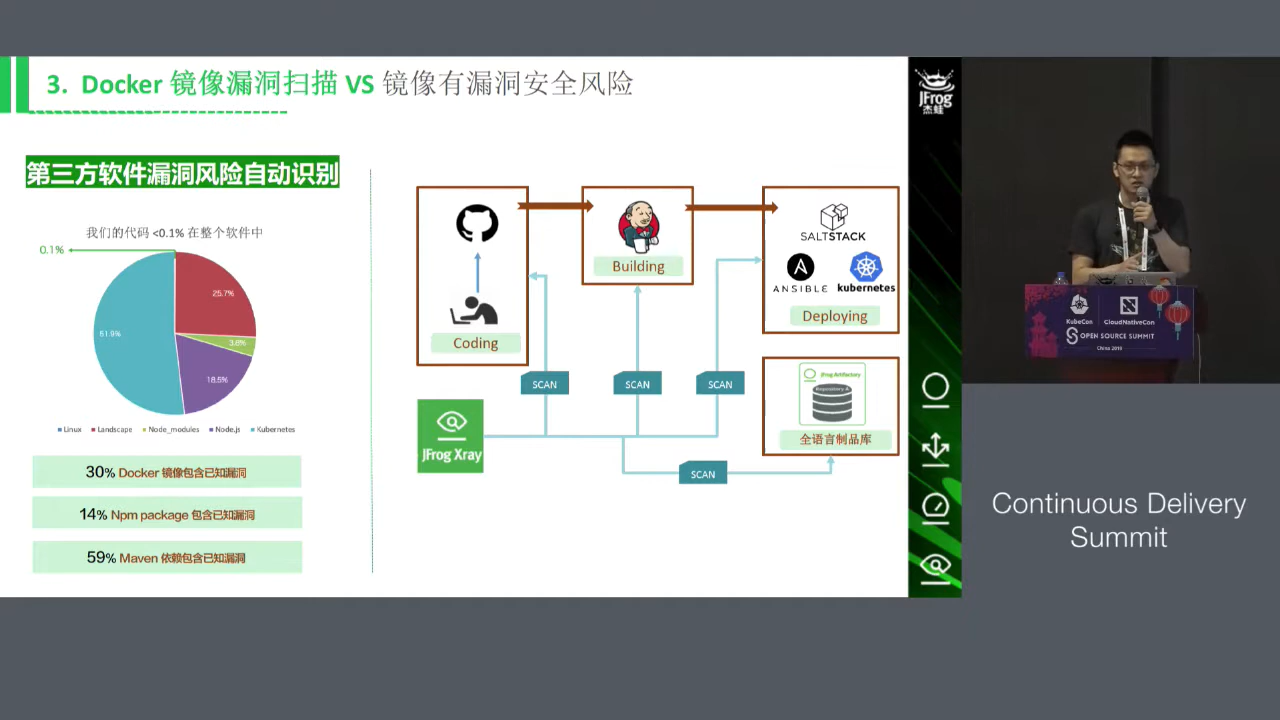 3. Docker 镜像漏洞扫描 VS 镜像有漏洞安全风险
第三方软件漏洞风险自动识别
我们的代码 <0.1% 在整个软件中
0.1%
25.7%
51.9%
3.8%
18.5%
Linux Landscape Node_modules Node.js Kubernetes
30% Docker 镜像包含已知漏洞
14% Npm package 包含已知漏洞
59% Maven 依赖包含已知漏洞
Coding
Building
SALTSTACK
ANSIBLE
kubernetes
Deploying
SCAN
SCAN
SCAN
JFrog Xray
JFrog Artifactory
Repository A
全语言制品库
SCAN
JFrog
杰蛙
KubeCon
CloudNativeCon
OPEN SOURCE SUMMIT
China 2019
Continuous Delivery
Summit